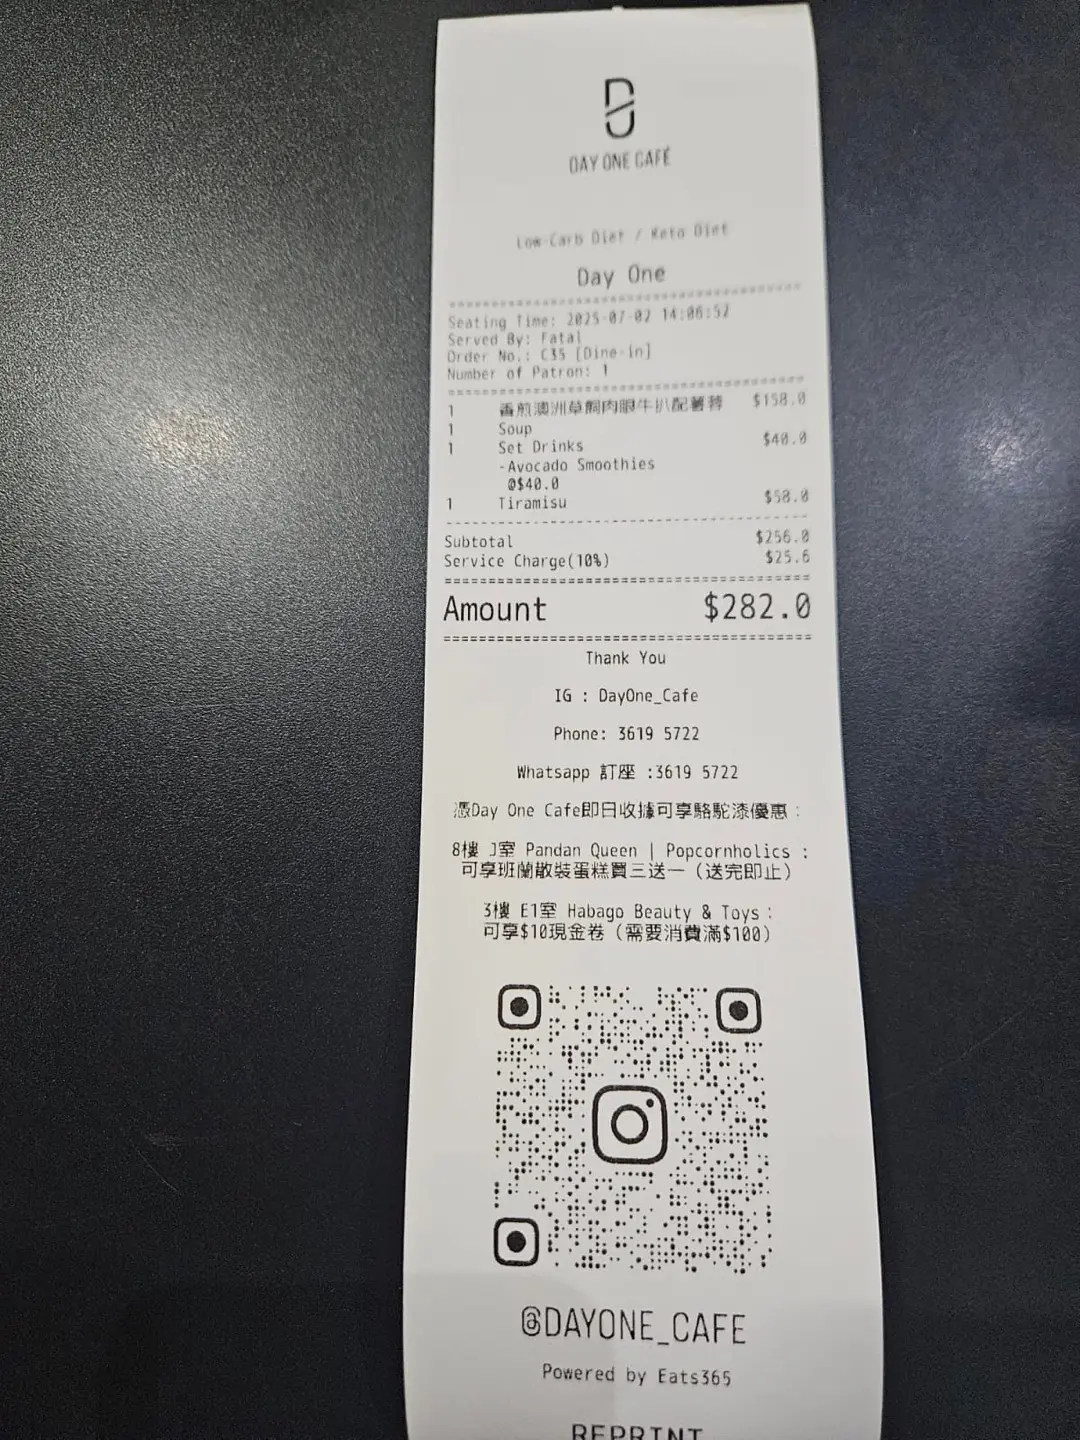 DAY ONE CAFÉ
Low-Carb Diet / Keto Diet
Day One
Seating Time: 2025-07-02 14:06:52
Served By: Fatal
Order No.: C35 [Dine-in]
Number of Patron: 1
1 香煎澳洲草飼肉眼牛扒配薯蓉 $158.0
1 Soup
1 Set Drinks $40.0
-Avocado Smoothies
@$40.0
1 Tiramisu $58.0
Subtotal $256.0
Service Charge(10%) $25.6
Amount $282.0
Thank You
IG : DayOne_Cafe
Phone: 3619 5722
Whatsapp 訂座 :3619 5722
憑Day One Cafe即日收據可享駱駝漆優惠：
8樓 J室 Pandan Queen | Popcornholics :
可享班蘭散裝蛋糕買三送一（送完即止）
3樓 E1室 Habago Beauty & Toys：
可享$10現金卷（需要消費滿$100）
@DAYONE_CAFE
Powered by Eats365
REPRINT